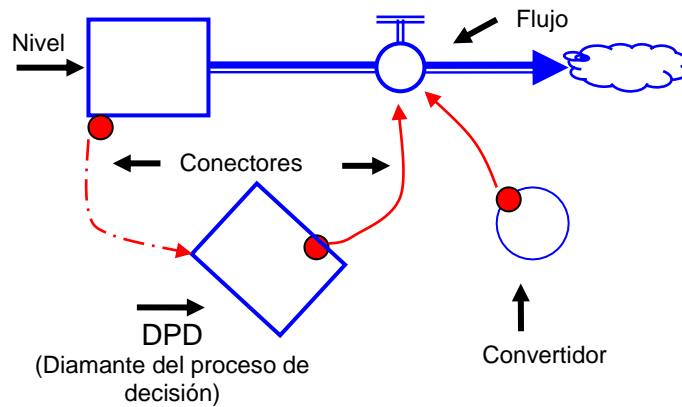 Flujo
Nivel
Conectores
DPD
(Diamante del proceso de
decisión)
Convertidor